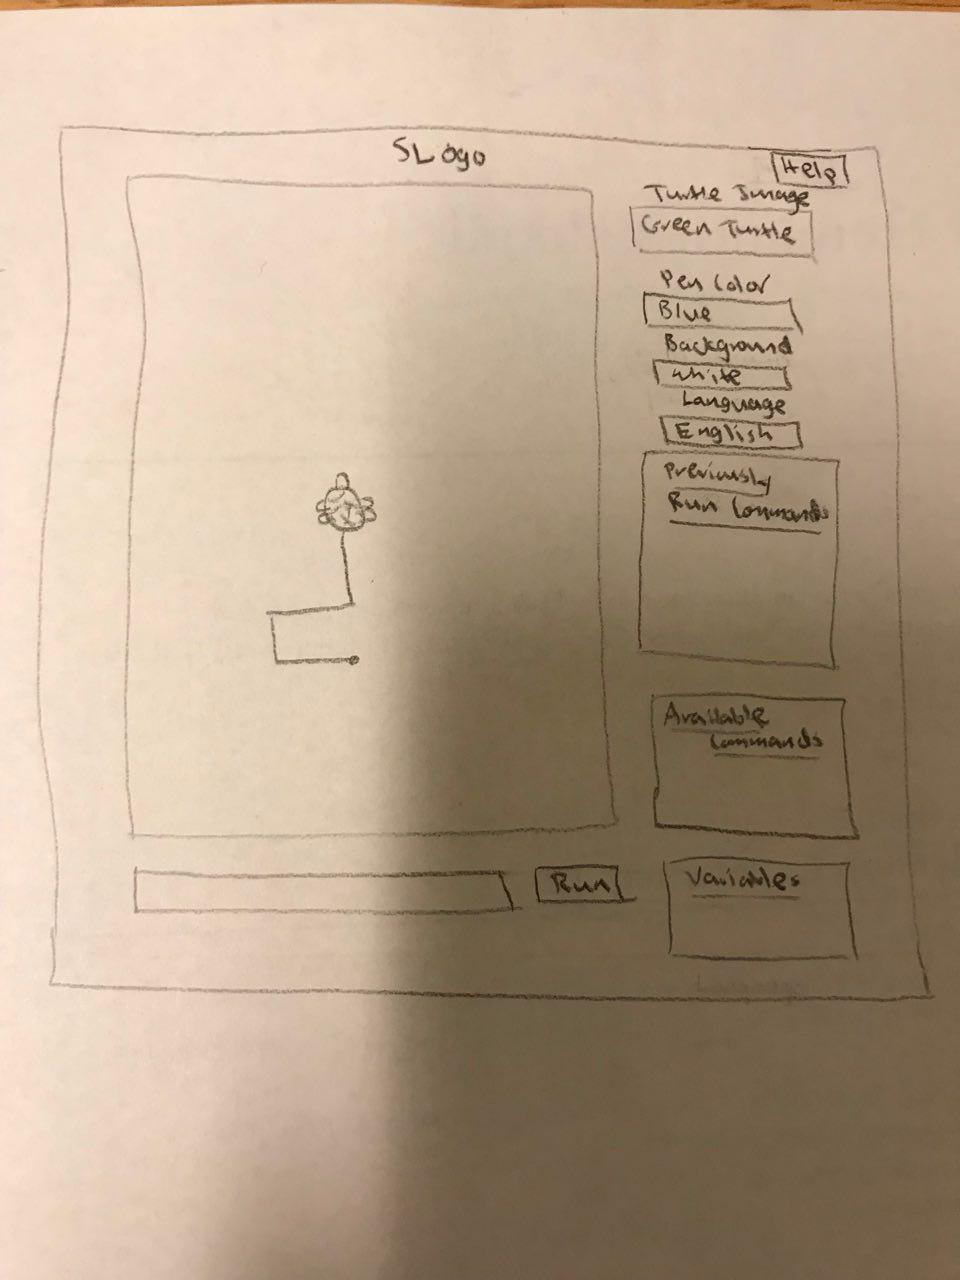 SLogo
Help
Turtle Image
Green Turtle
Pen Color
Blue
Background
White
Language
English
Previously
Run Commands
Available
Commands
Run
Variables